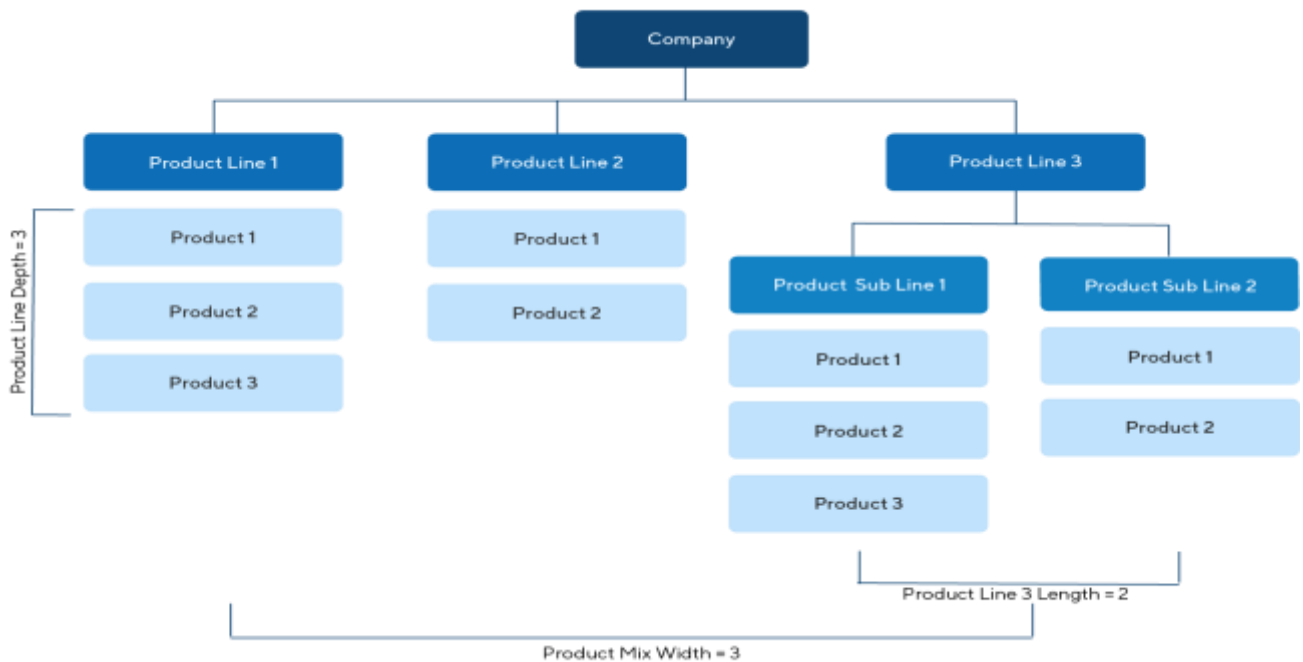 Company
Product Line 1
Product Line 2
Product Line 3
Product Line Depth = 3
Product 1
Product 2
Product 3
Product 1
Product 2
Product Sub Line 1
Product 1
Product 2
Product 3
Product Sub Line 2
Product 1
Product 2
Product Line 3 Length = 2
Product Mix Width = 3